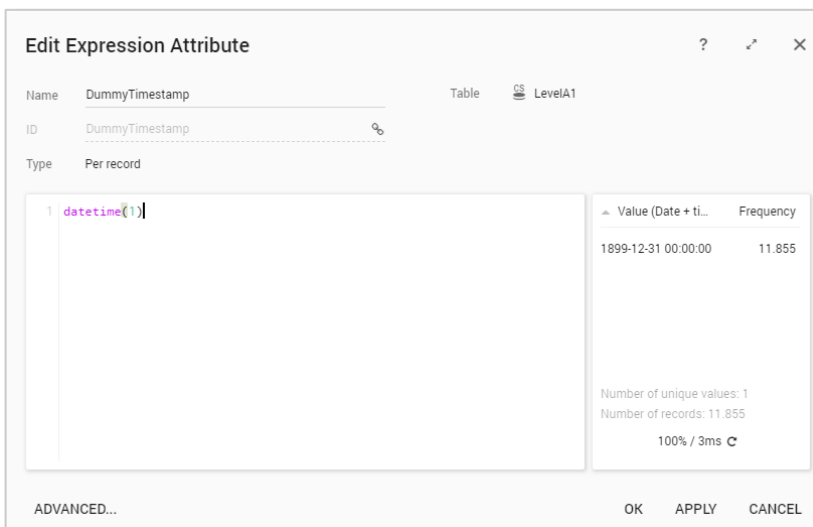 Edit Expression Attribute ?
Name DummyTimestamp Table CS LevelA1
ID DummyTimestamp
Type Per record
1 datetime(1)
Value (Date + ti... Frequency
1899-12-31 00:00:00 11.855
Number of unique values: 1
Number of records: 11.855
100% / 3ms
ADVANCED... OK APPLY CANCEL